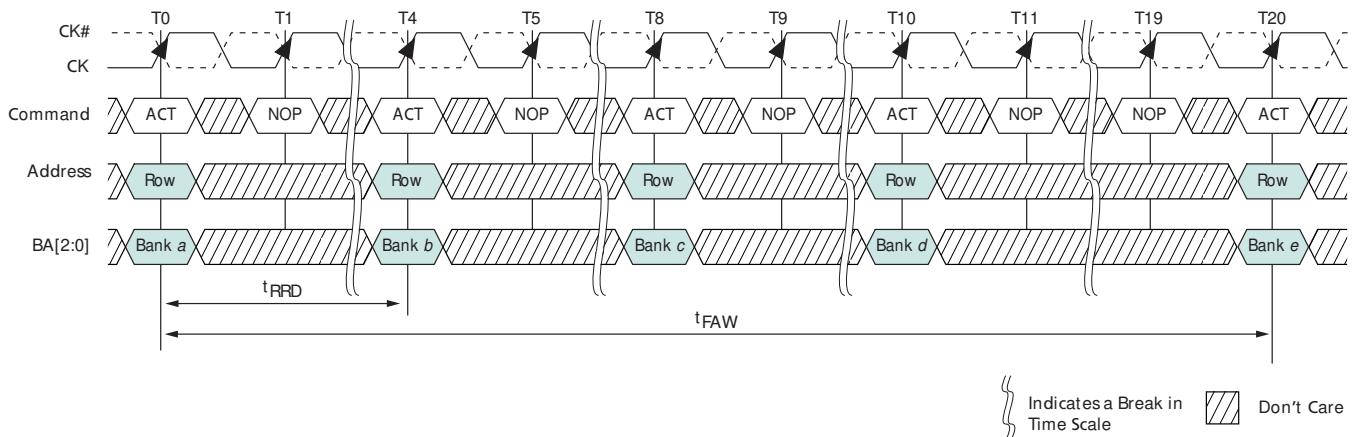 T0 T1 T4 T5 T8 T9 T10 T11 T19 T20
CK#
CK
Command ACT NOP ACT NOP ACT NOP ACT NOP NOP ACT
Address Row Row Row Row Row
BA[2:0] Bank a Bank b Bank c Bank d Bank e
tRRD
tFAW
Indicates a Break in
Time Scale
Don't Care